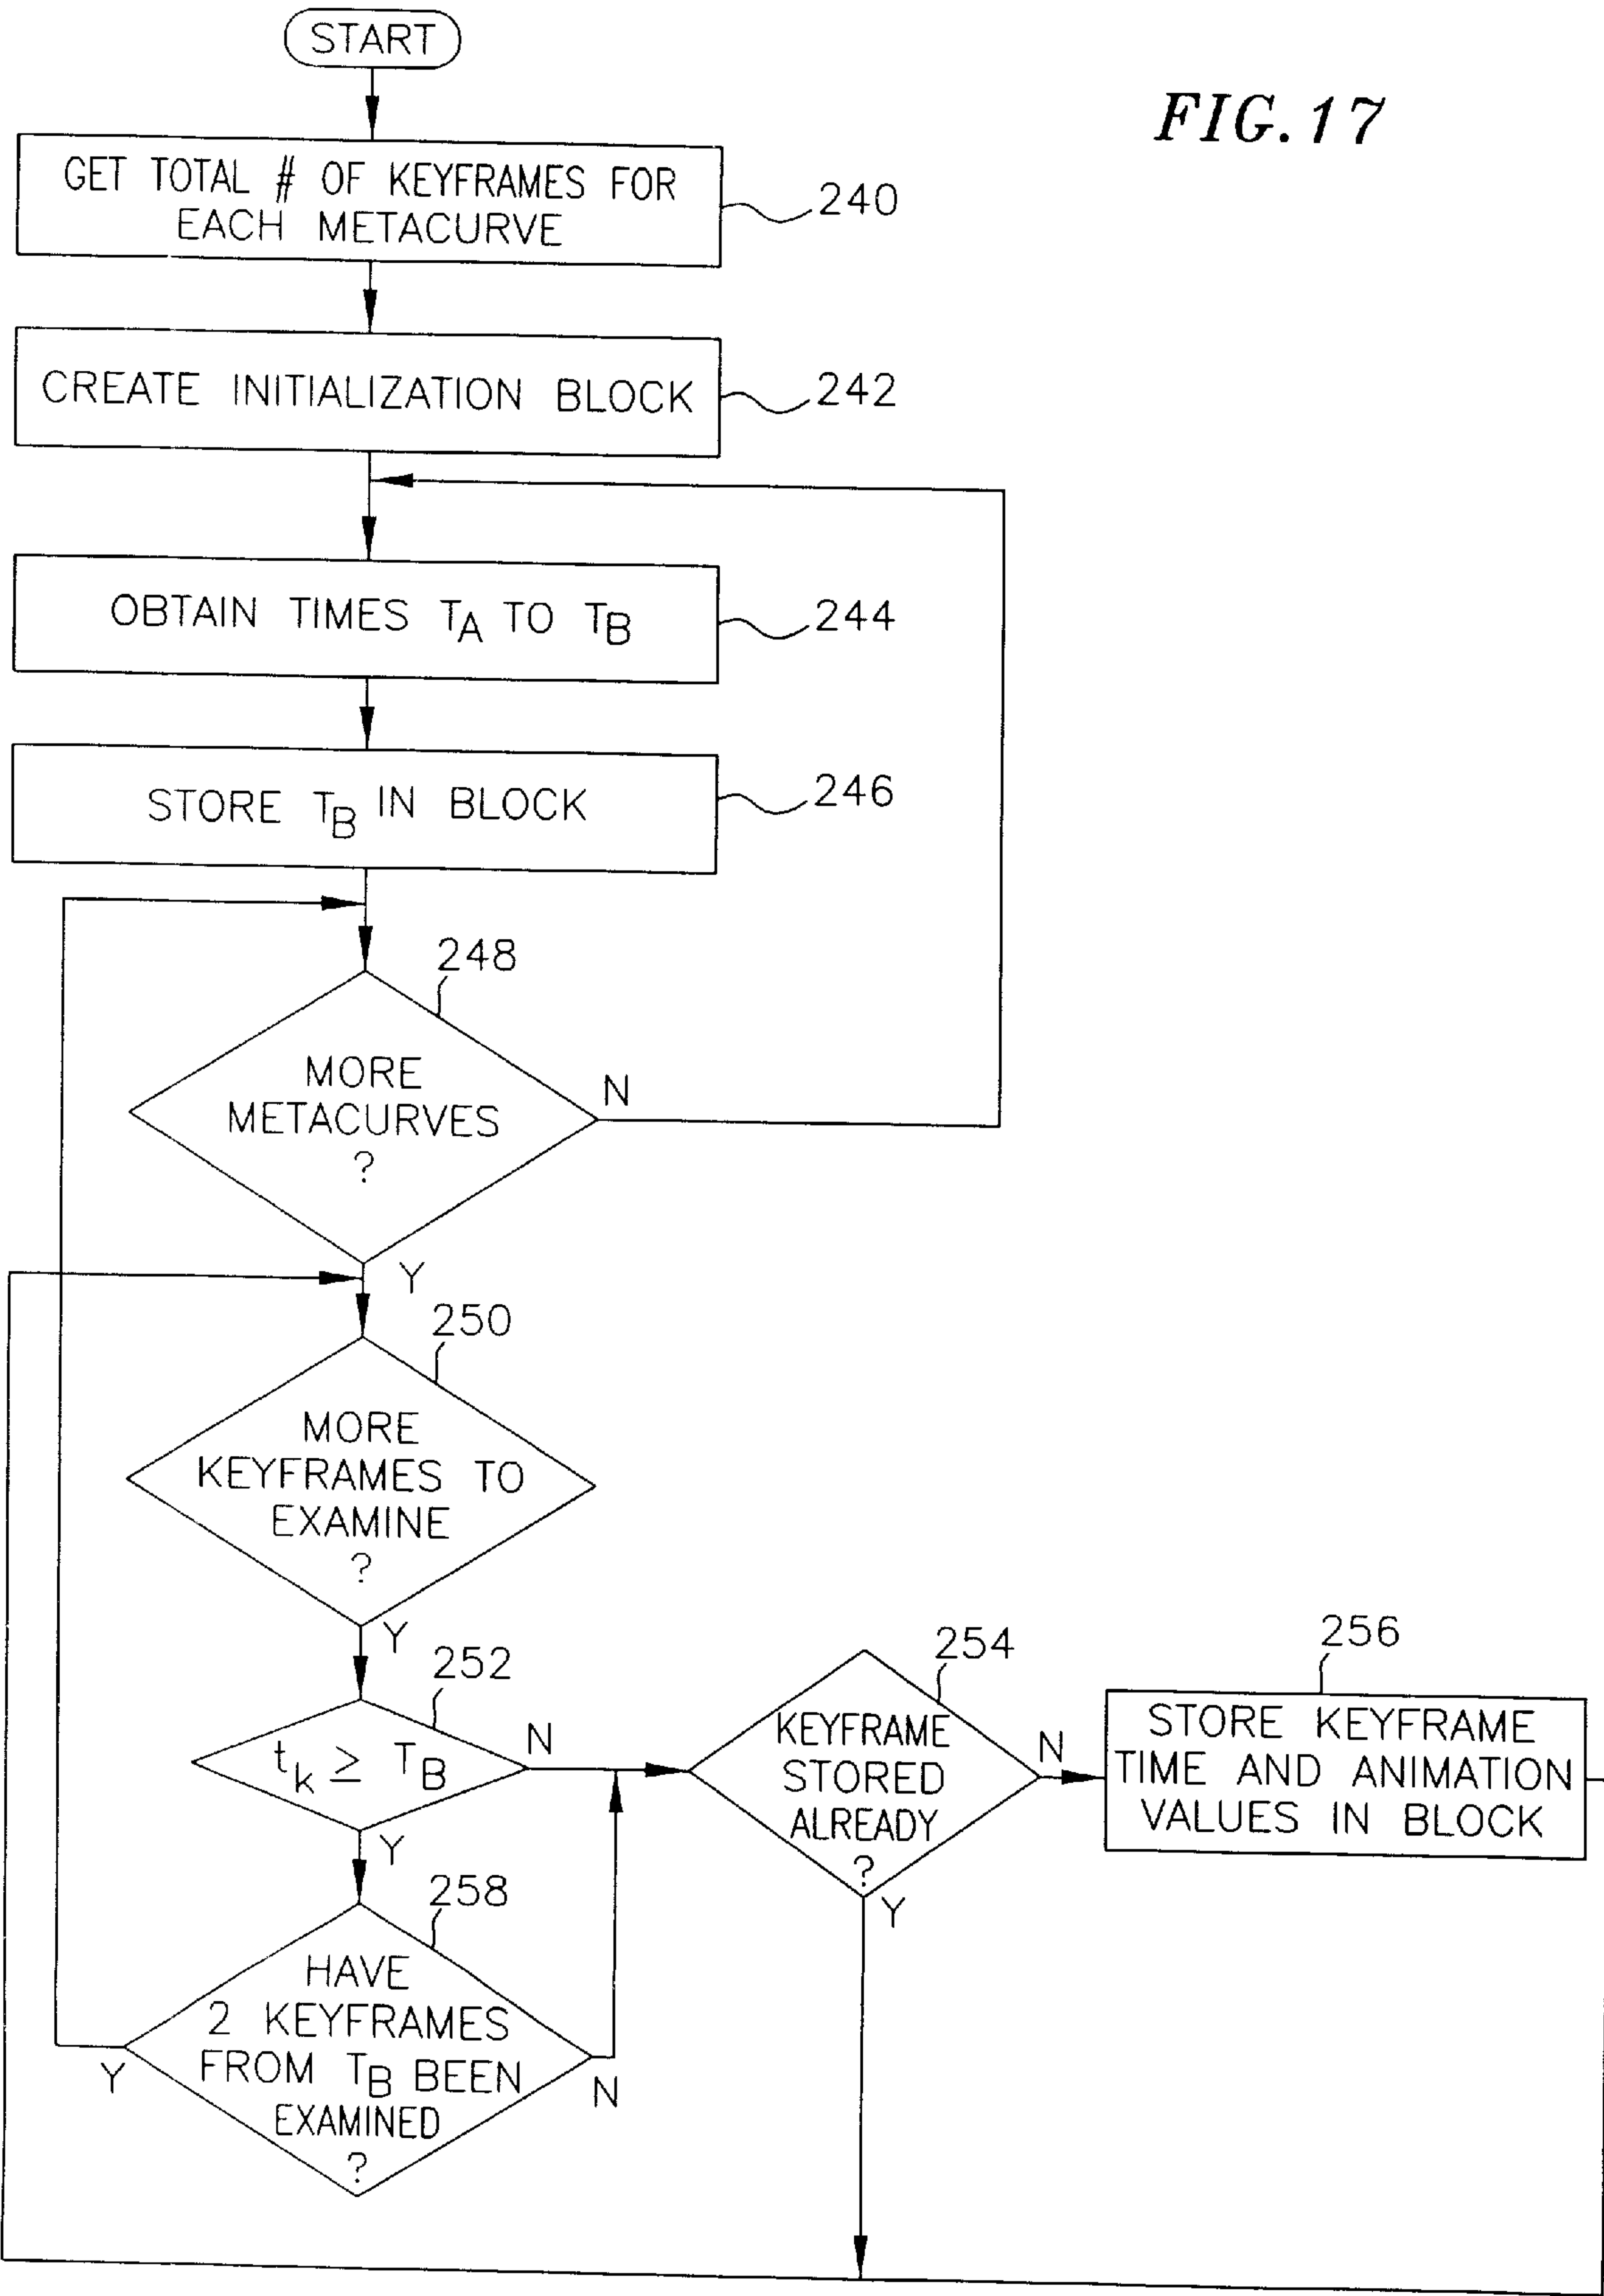 START
FIG. 17
GET TOTAL # OF KEYFRAMES FOR
EACH METACURVE
240
CREATE INITIALIZATION BLOCK
242
OBTAIN TIMES TA TO TB
244
STORE TB IN BLOCK
246
248
MORE
METACURVES
?
N
Y
250
MORE
KEYFRAMES TO
EXAMINE
?
Y
252
tk ≥ TB
N
Y
254
KEYFRAME
STORED
ALREADY
?
N
Y
256
STORE KEYFRAME
TIME AND ANIMATION
VALUES IN BLOCK
258
HAVE
2 KEYFRAMES
FROM TB BEEN
EXAMINED
?
Y
N